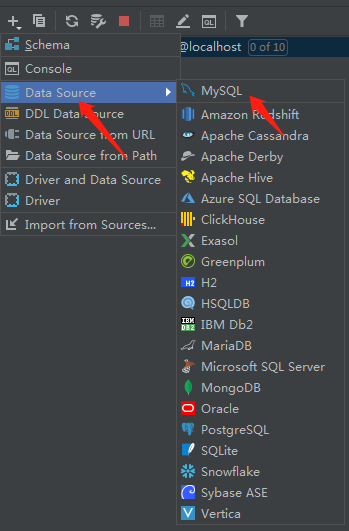 @localhost 0 of 10
Schema
Console
Data Source
DDL Data Source
Data Source from URL
Data Source from Path
Driver and Data Source
Driver
Import from Sources...
MySQL
Amazon Redshift
Apache Cassandra
Apache Derby
Apache Hive
Azure SQL Database
ClickHouse
Exasol
Greenplum
H2
HSQLDB
IBM Db2
MariaDB
Microsoft SQL Server
MongoDB
Oracle
PostgreSQL
SQLite
Snowflake
Sybase ASE
Vertica